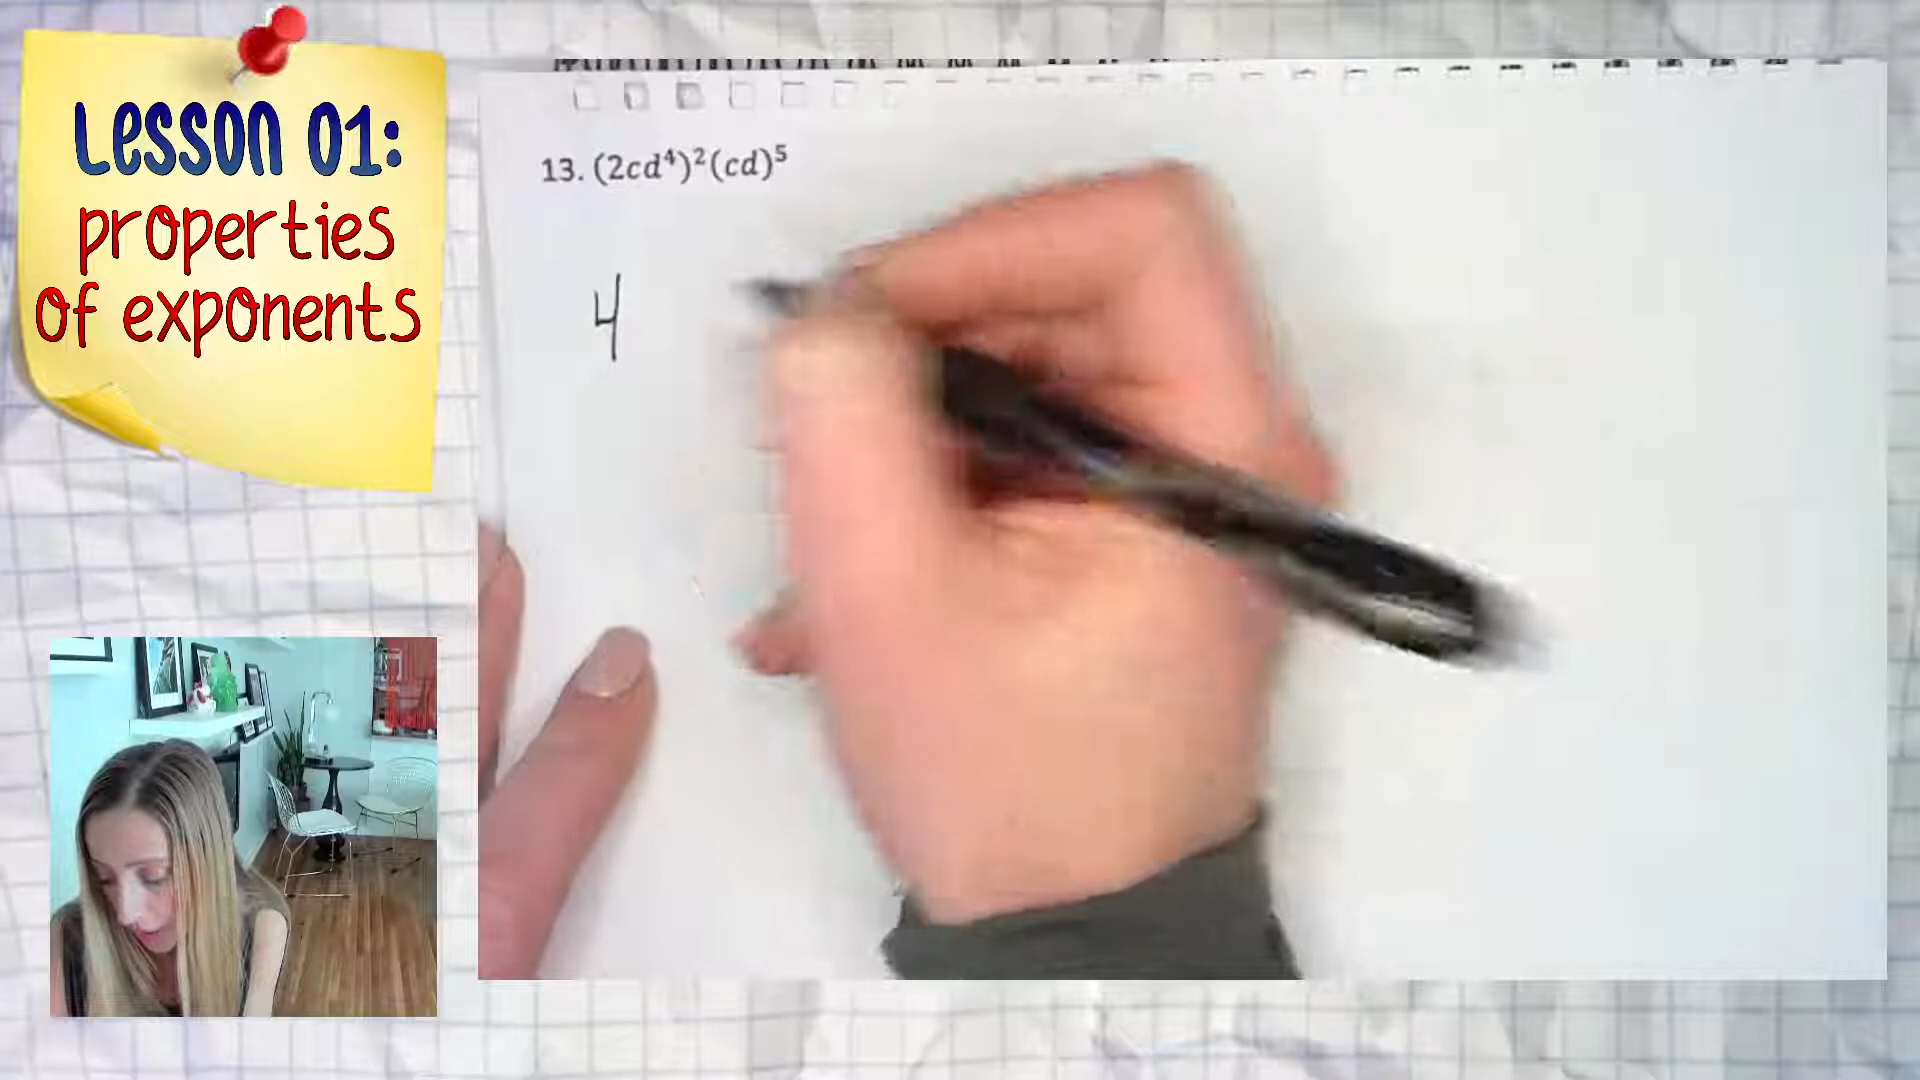 Lesson 01:
properties
of exponents
13. (2cd⁴)²(cd)⁵
4